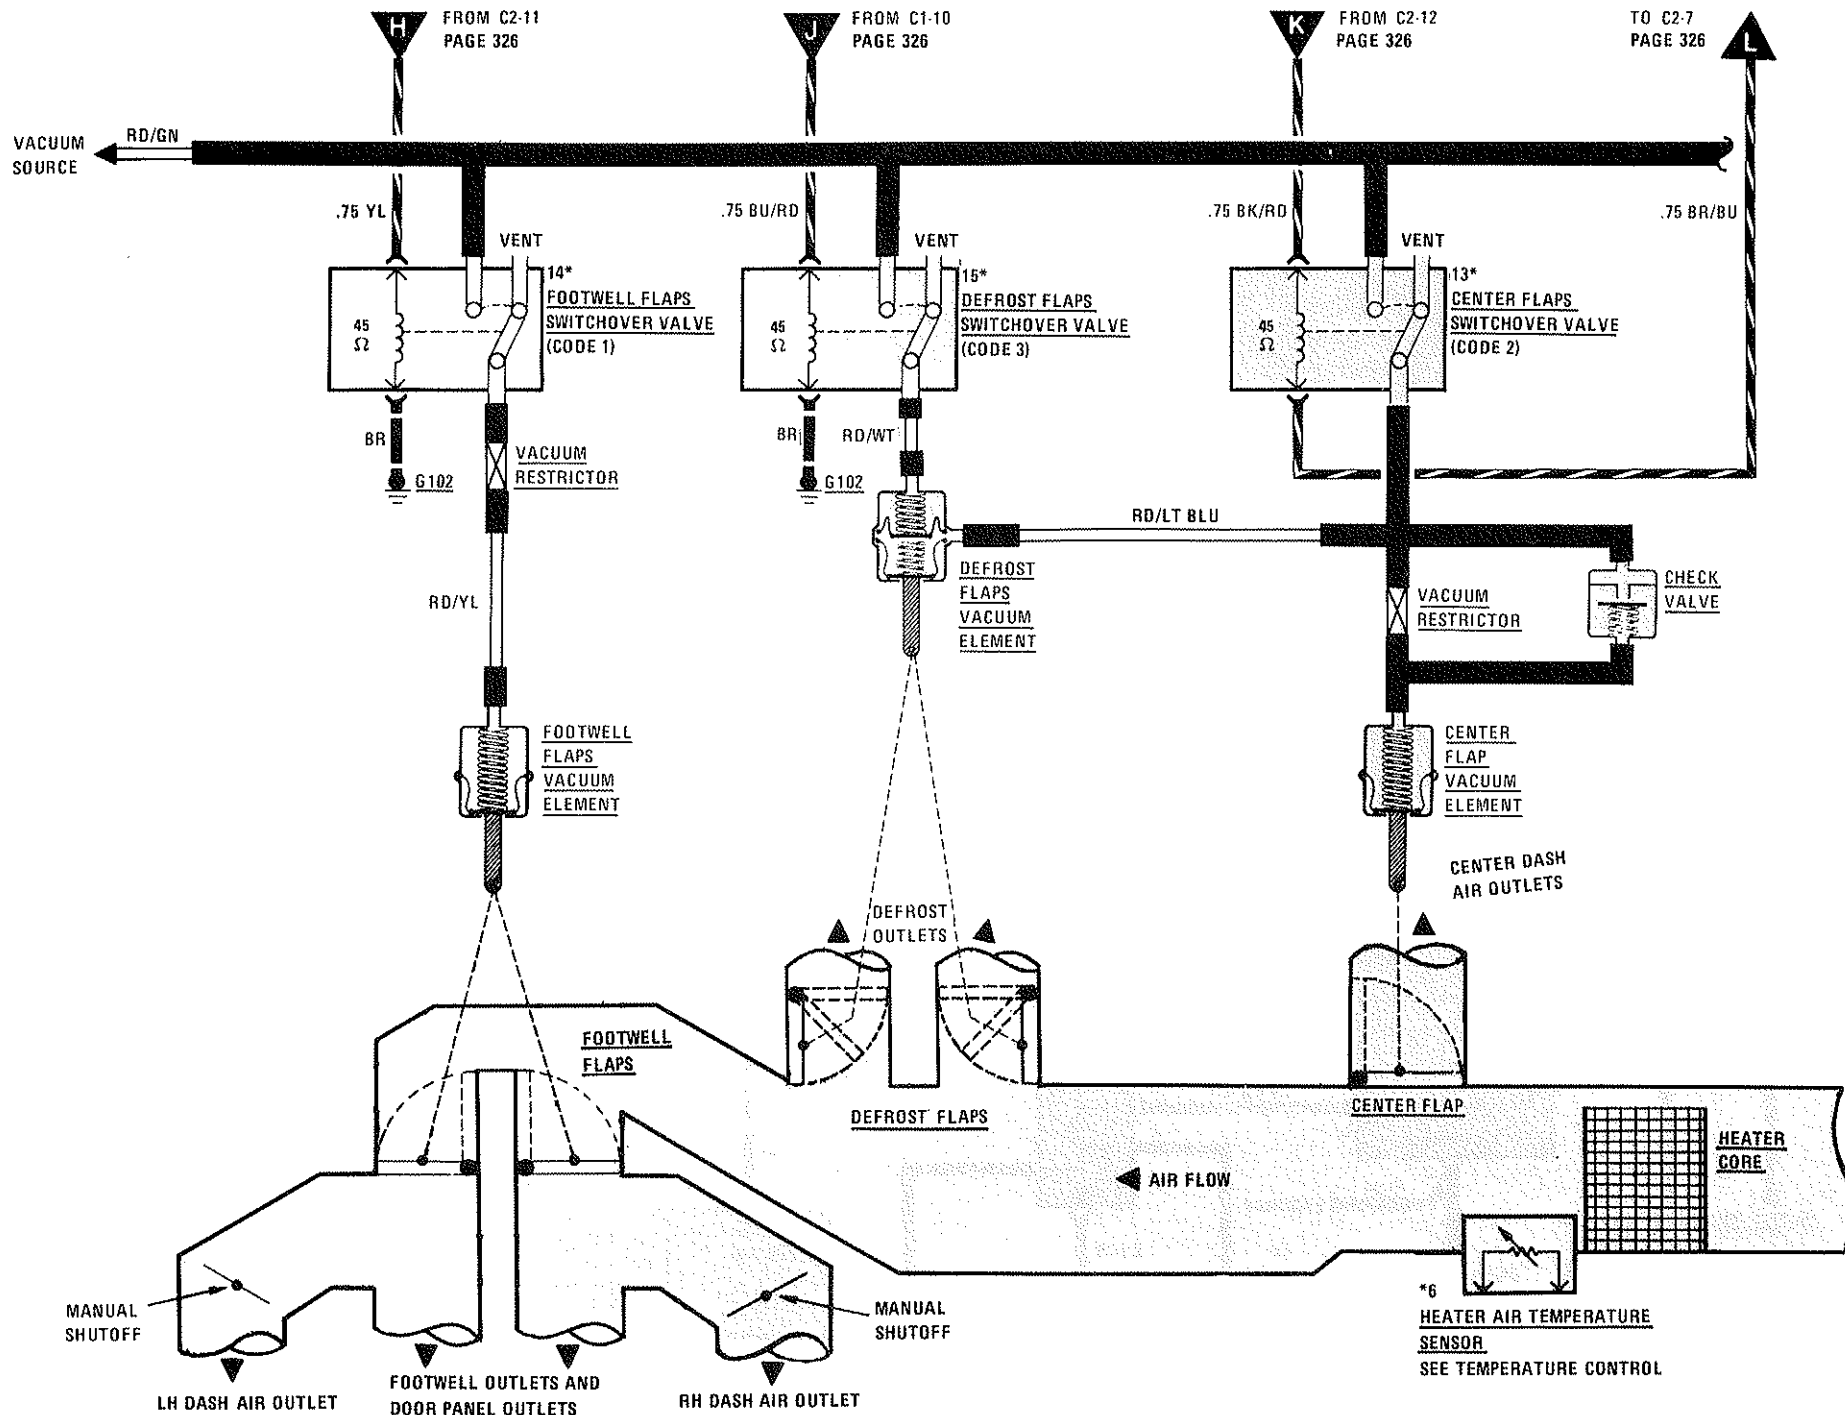 H
FROM C2-11
PAGE 326
J
FROM C1-10
PAGE 326
K
FROM C2-12
PAGE 326
TO C2-7
PAGE 326
L
VACUUM
SOURCE
RD/GN
.75 YL
.75 BU/RD
.75 BK/RD
.75 BR/BU
VENT
VENT
VENT
45
Ω
14*
FOOTWELL FLAPS
SWITCHOVER VALVE
(CODE 1)
45
Ω
15*
DEFROST FLAPS
SWITCHOVER VALVE
(CODE 3)
45
Ω
13*
CENTER FLAPS
SWITCHOVER VALVE
(CODE 2)
BR
G102
VACUUM
RESTRICTOR
BR
RD/WT
G102
RD/LT BLU
DEFROST
FLAPS
VACUUM
ELEMENT
VACUUM
RESTRICTOR
CHECK
VALVE
RD/YL
FOOTWELL
FLAPS
VACUUM
ELEMENT
CENTER
FLAP
VACUUM
ELEMENT
CENTER DASH
AIR OUTLETS
DEFROST
OUTLETS
FOOTWELL
FLAPS
DEFROST FLAPS
CENTER FLAP
HEATER
CORE
AIR FLOW
MANUAL
SHUTOFF
MANUAL
SHUTOFF
*6
HEATER AIR TEMPERATURE
SENSOR
SEE TEMPERATURE CONTROL
LH DASH AIR OUTLET
FOOTWELL OUTLETS AND
DOOR PANEL OUTLETS
RH DASH AIR OUTLET